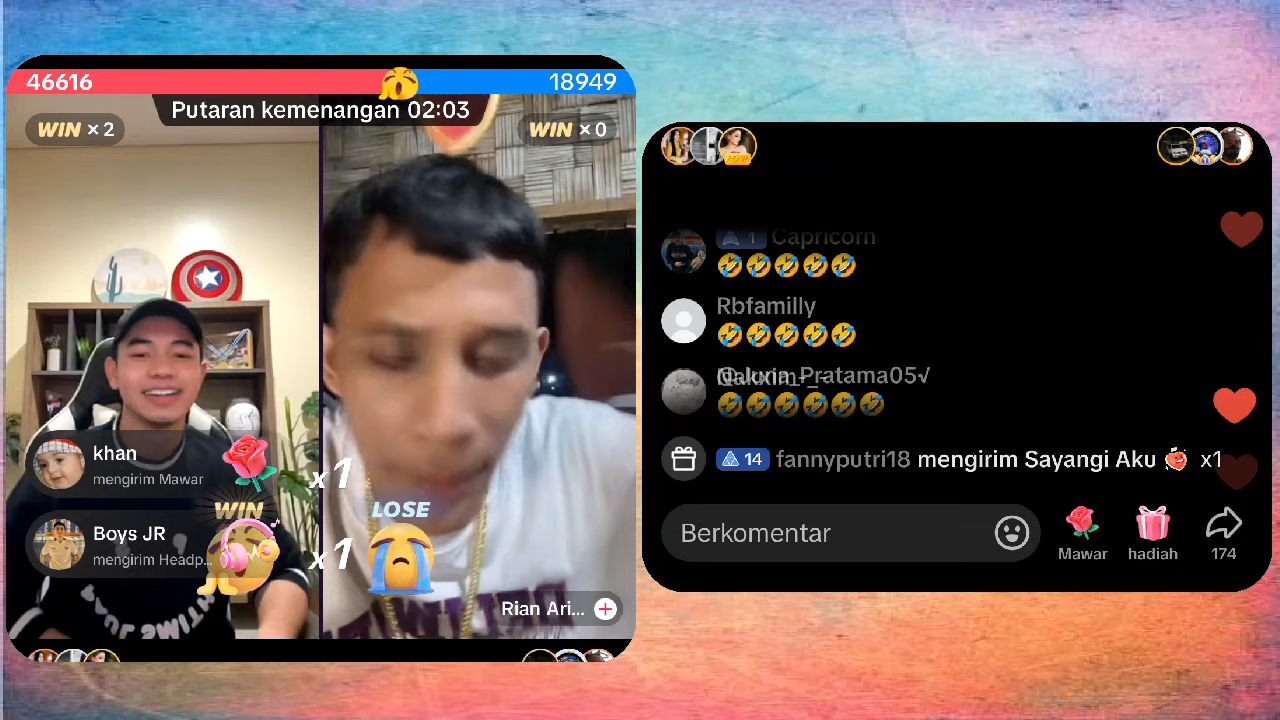 46616
18949
Putaran kemenangan 02:03
WIN × 2
WIN × 0
khan
mengirim Mawar
x1
WIN
LOSE
Boys JR
mengirim Headp...
x1
Rian Ari...
1 Capricorn
🤣🤣🤣🤣🤣
Rbfamilly
🤣🤣🤣🤣🤣
Pratama05√
🤣🤣🤣🤣🤣🤣
14 fannyputri18 mengirim Sayangi Aku x1
Berkomentar
Mawar
hadiah
174